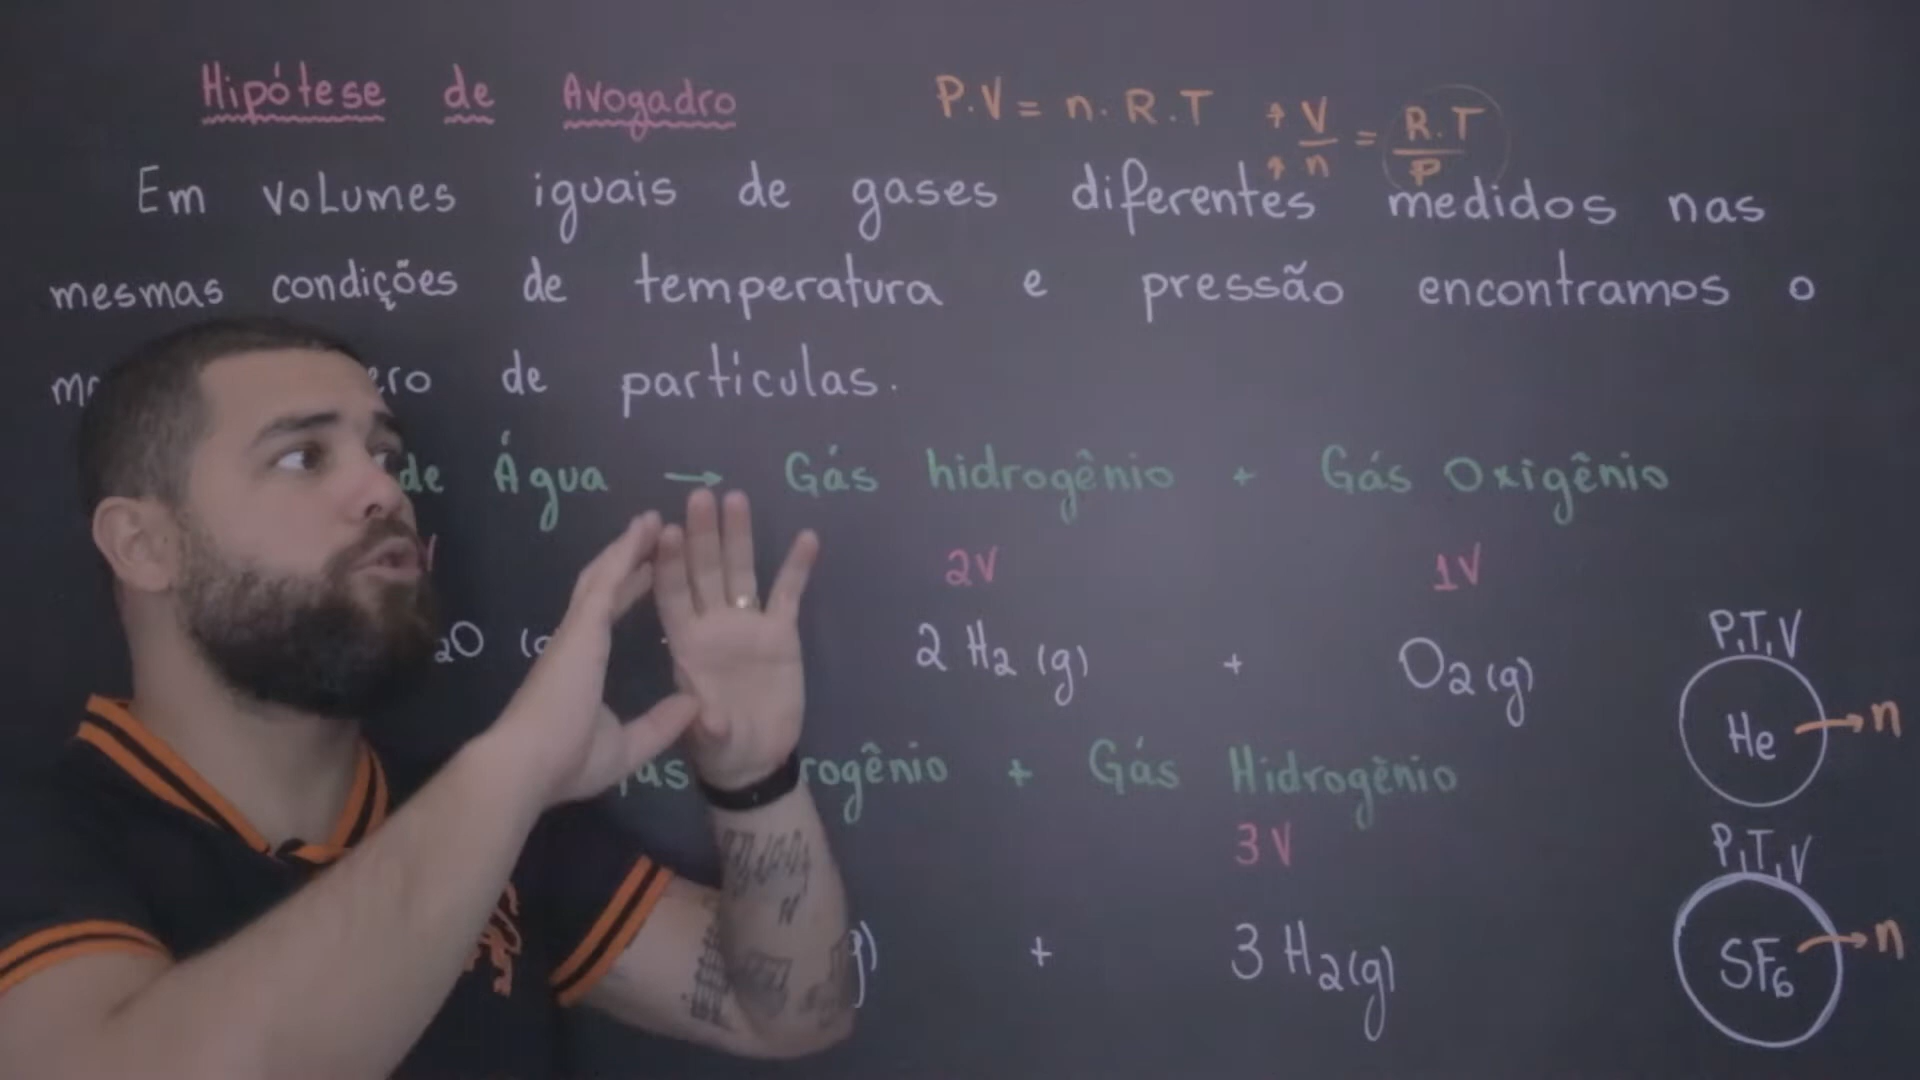 Hipótese de Avogadro
P.V = n.R.T V/n = R.T/P
Em volumes iguais de gases diferentes medidos nas
mesmas condições de temperatura e pressão encontramos o
de particulas.
de Água → Gás hidrogênio + Gás Oxigênio
2V 1V
2 H2 (g) + O2 (g)
P,T,V
He → n
+ Gás Hidrogênio
3V
P,T,V
+ 3 H2(g)
SF6 → n